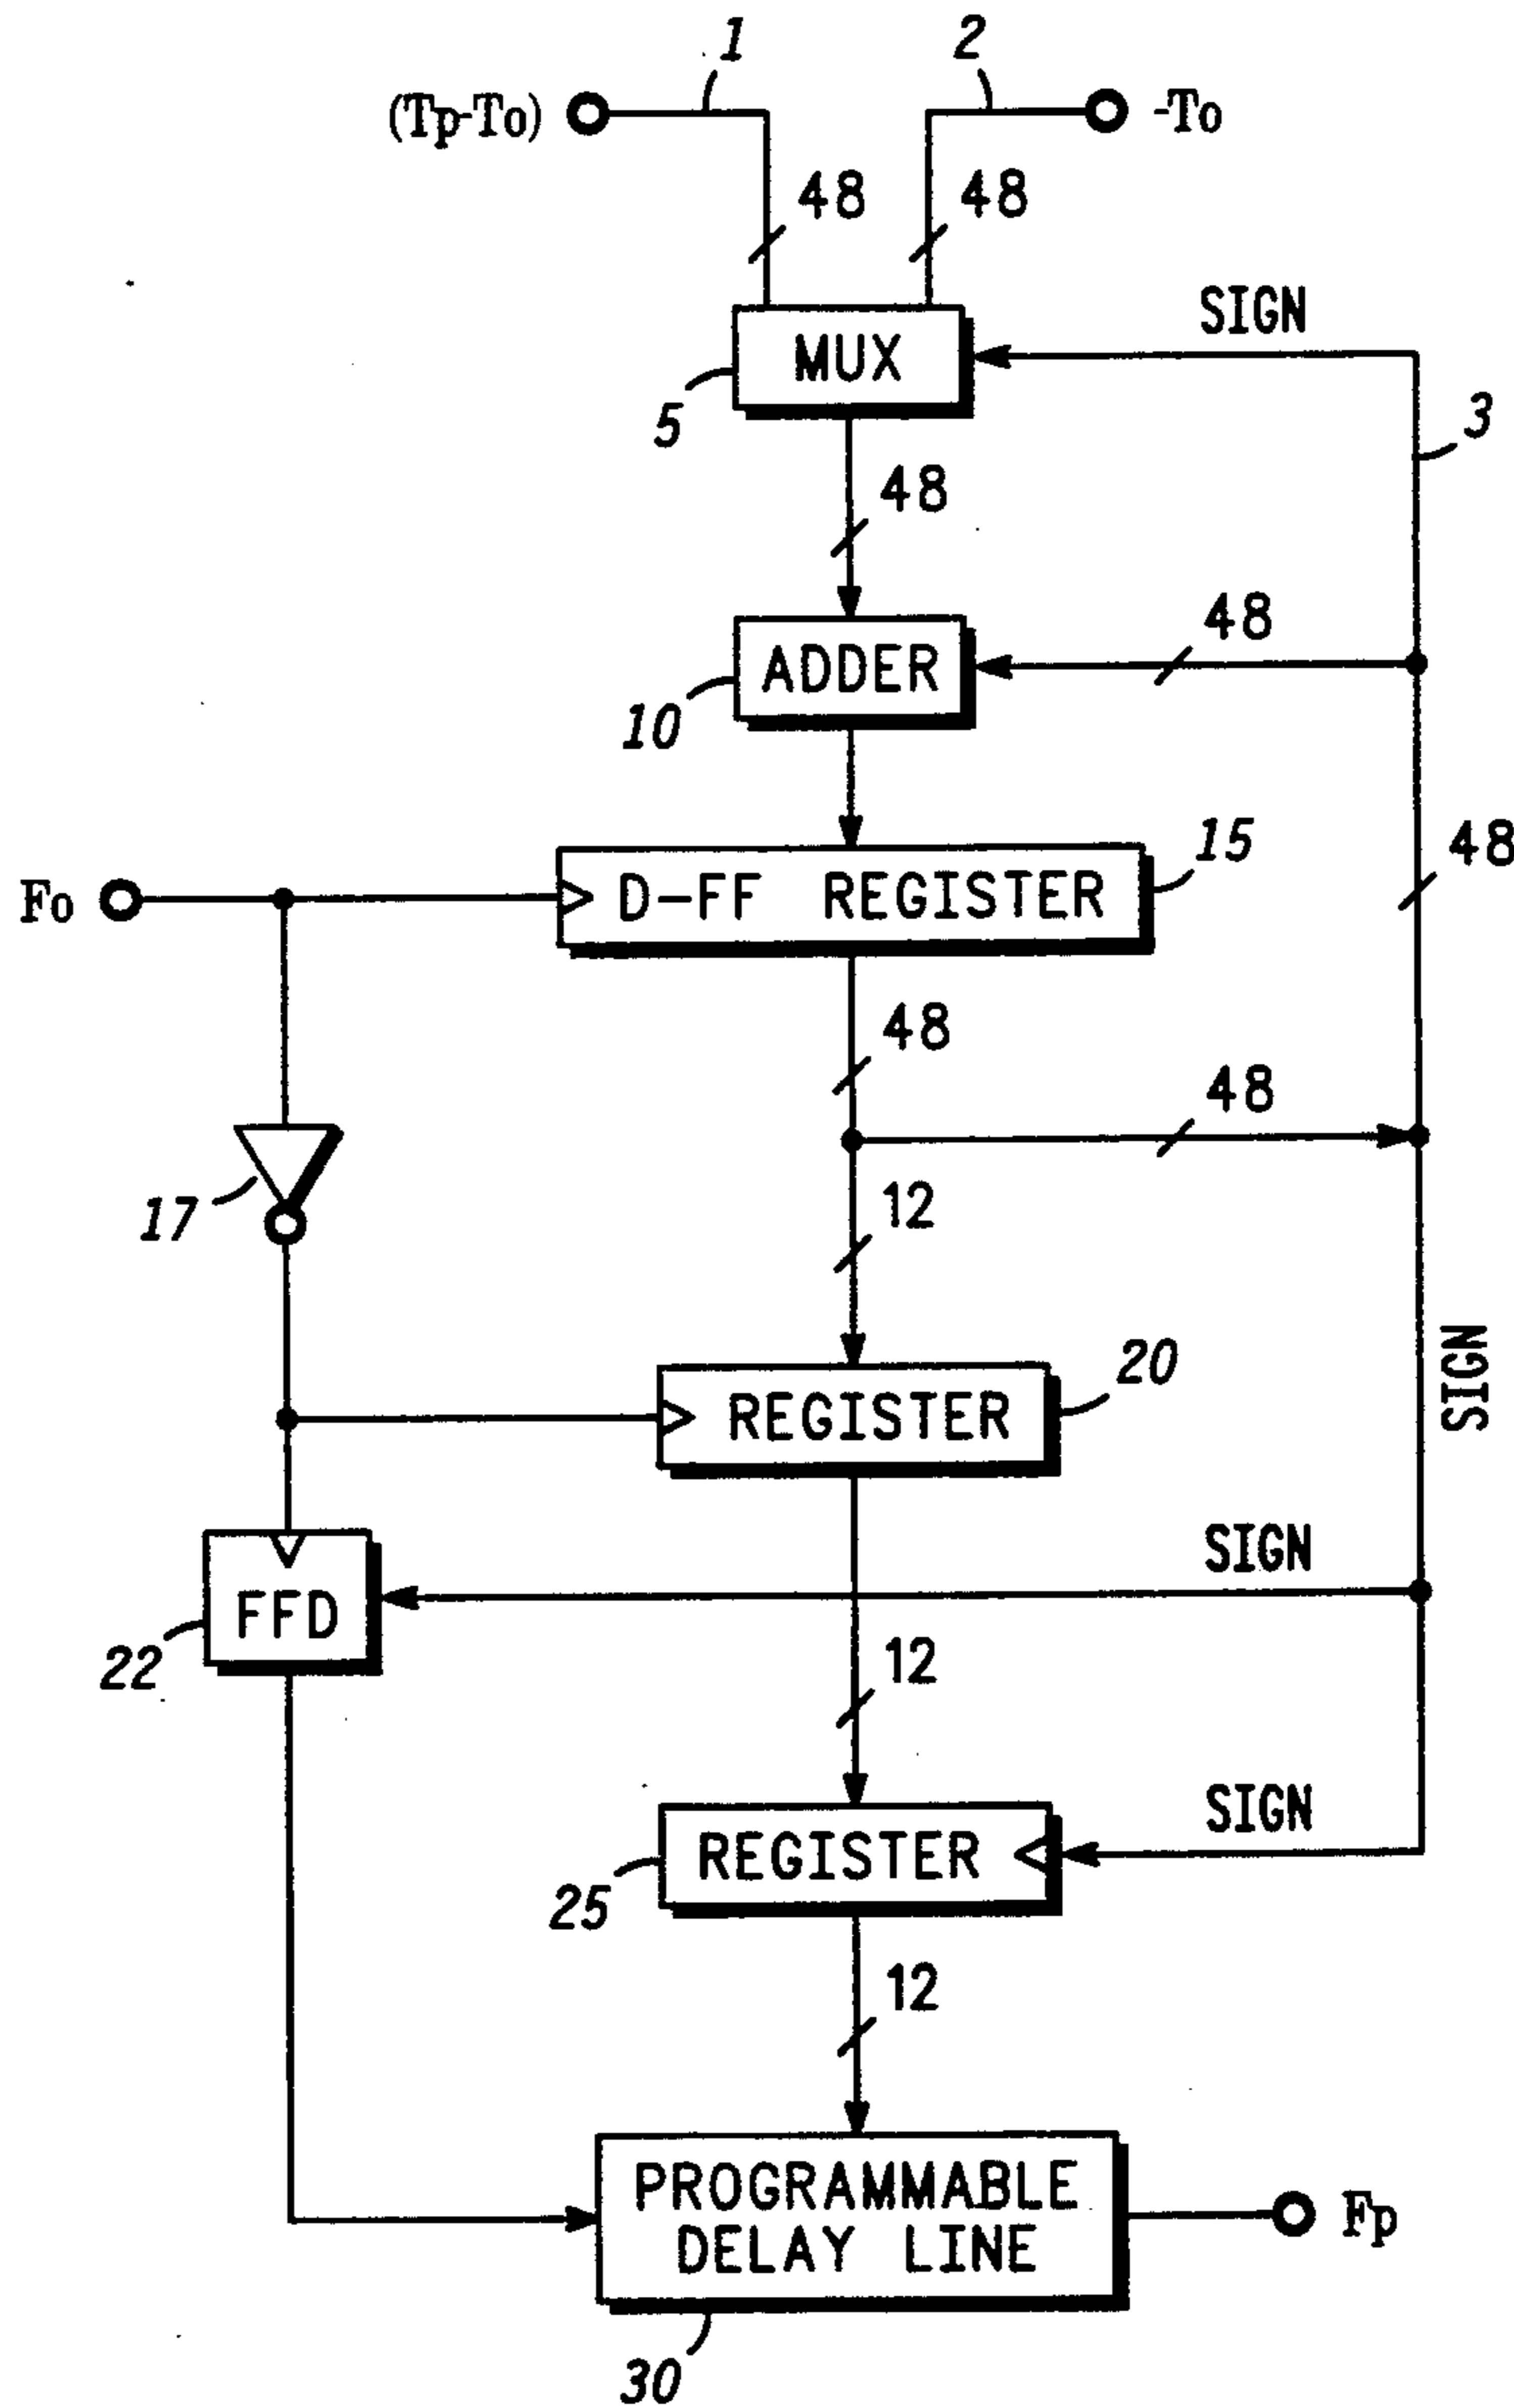 1
2
(Tp-To)
-To
48
48
SIGN
MUX
5
3
48
48
ADDER
10
15
48
Fo
D-FF REGISTER
48
48
17
12
20
SIGN
REGISTER
SIGN
FFD
22
12
SIGN
REGISTER
25
12
PROGRAMMABLE
DELAY LINE
Fp
30